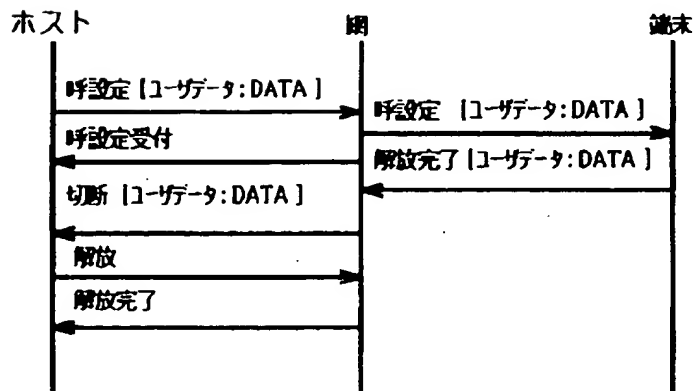 ホスト
網
端末
呼設定 [ユーザデータ:DATA]
呼設定 [ユーザデータ:DATA]
呼設定受付
解放完了 [ユーザデータ:DATA]
切断 [ユーザデータ:DATA]
解放
解放完了